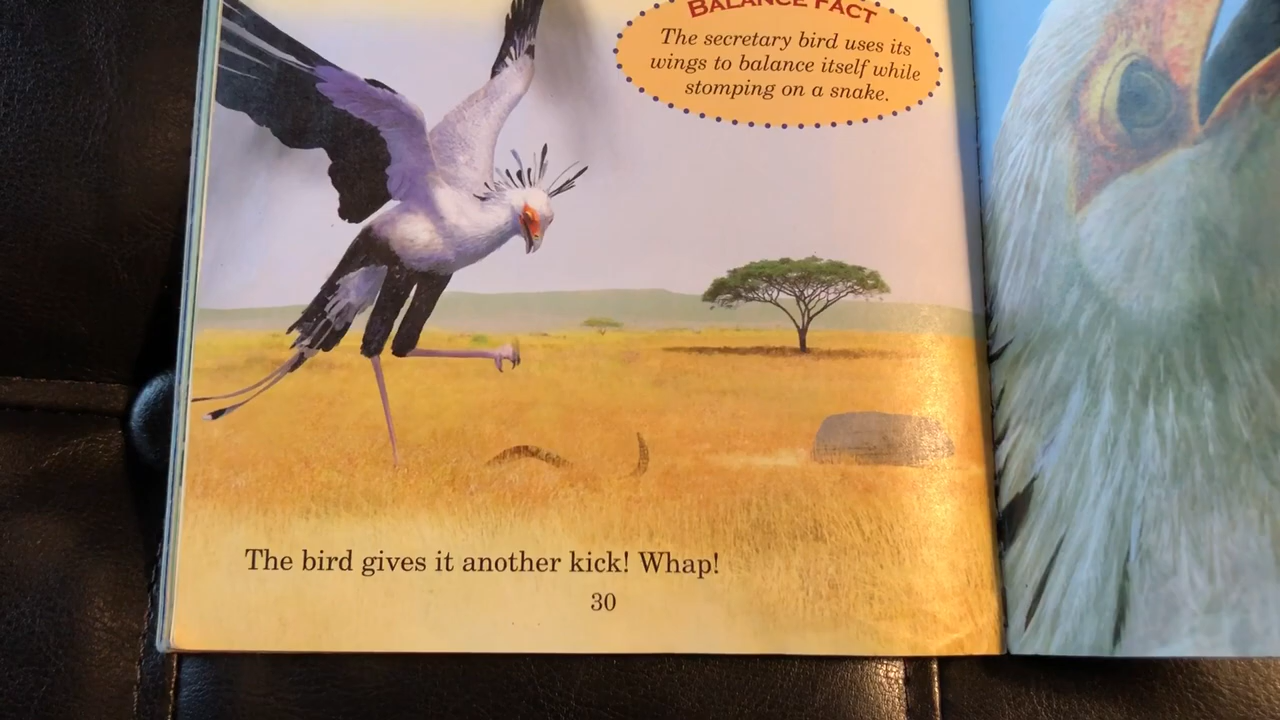 BALANCE FACT
The secretary bird uses its
wings to balance itself while
stomping on a snake.
The bird gives it another kick! Whap!
30